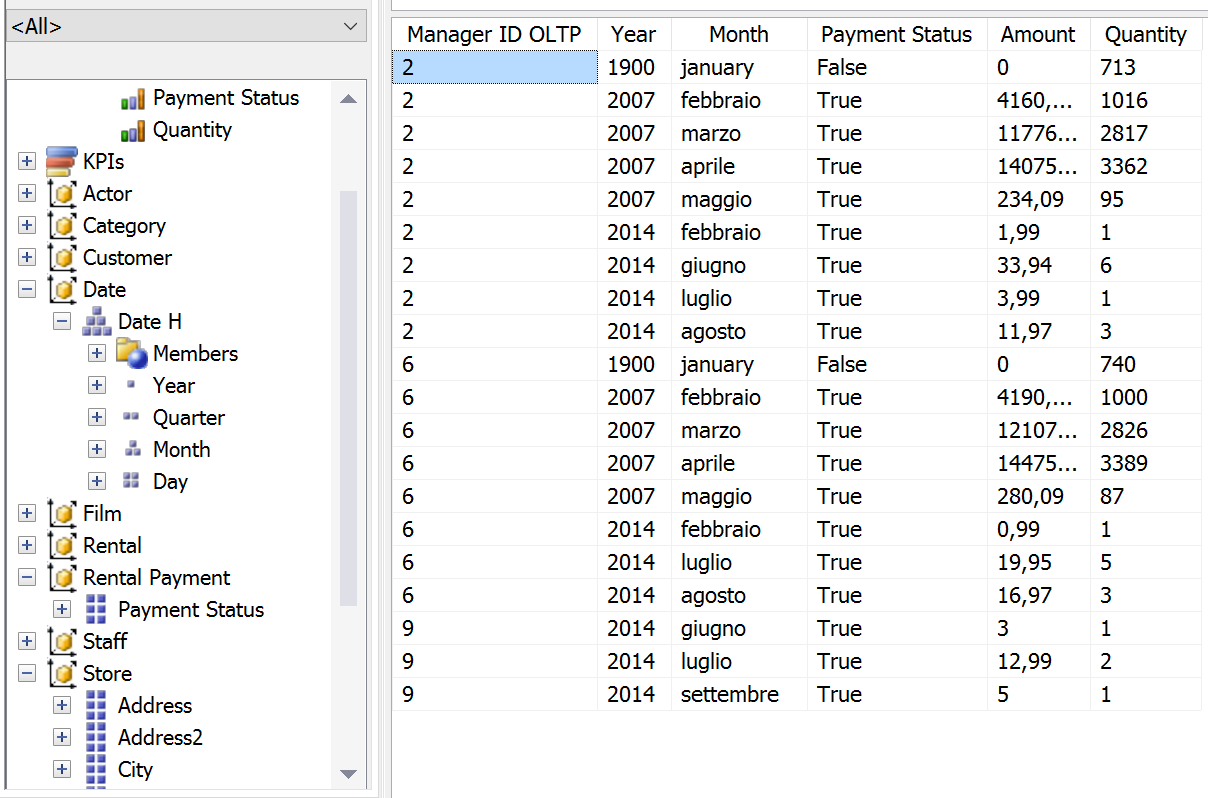 <All>
Payment Status
Quantity
KPIs
Actor
Category
Customer
Date
Date H
Members
Year
Quarter
Month
Day
Film
Rental
Rental Payment
Payment Status
Staff
Store
Address
Address2
City
Manager ID OLTP Year Month Payment Status Amount Quantity
2 1900 january False 0 713
2 2007 febbraio True 4160,... 1016
2 2007 marzo True 11776... 2817
2 2007 aprile True 14075... 3362
2 2007 maggio True 234,09 95
2 2014 febbraio True 1,99 1
2 2014 giugno True 33,94 6
2 2014 luglio True 3,99 1
2 2014 agosto True 11,97 3
6 1900 january False 0 740
6 2007 febbraio True 4190,... 1000
6 2007 marzo True 12107... 2826
6 2007 aprile True 14475... 3389
6 2007 maggio True 280,09 87
6 2014 febbraio True 0,99 1
6 2014 luglio True 19,95 5
6 2014 agosto True 16,97 3
9 2014 giugno True 3 1
9 2014 luglio True 12,99 2
9 2014 settembre True 5 1